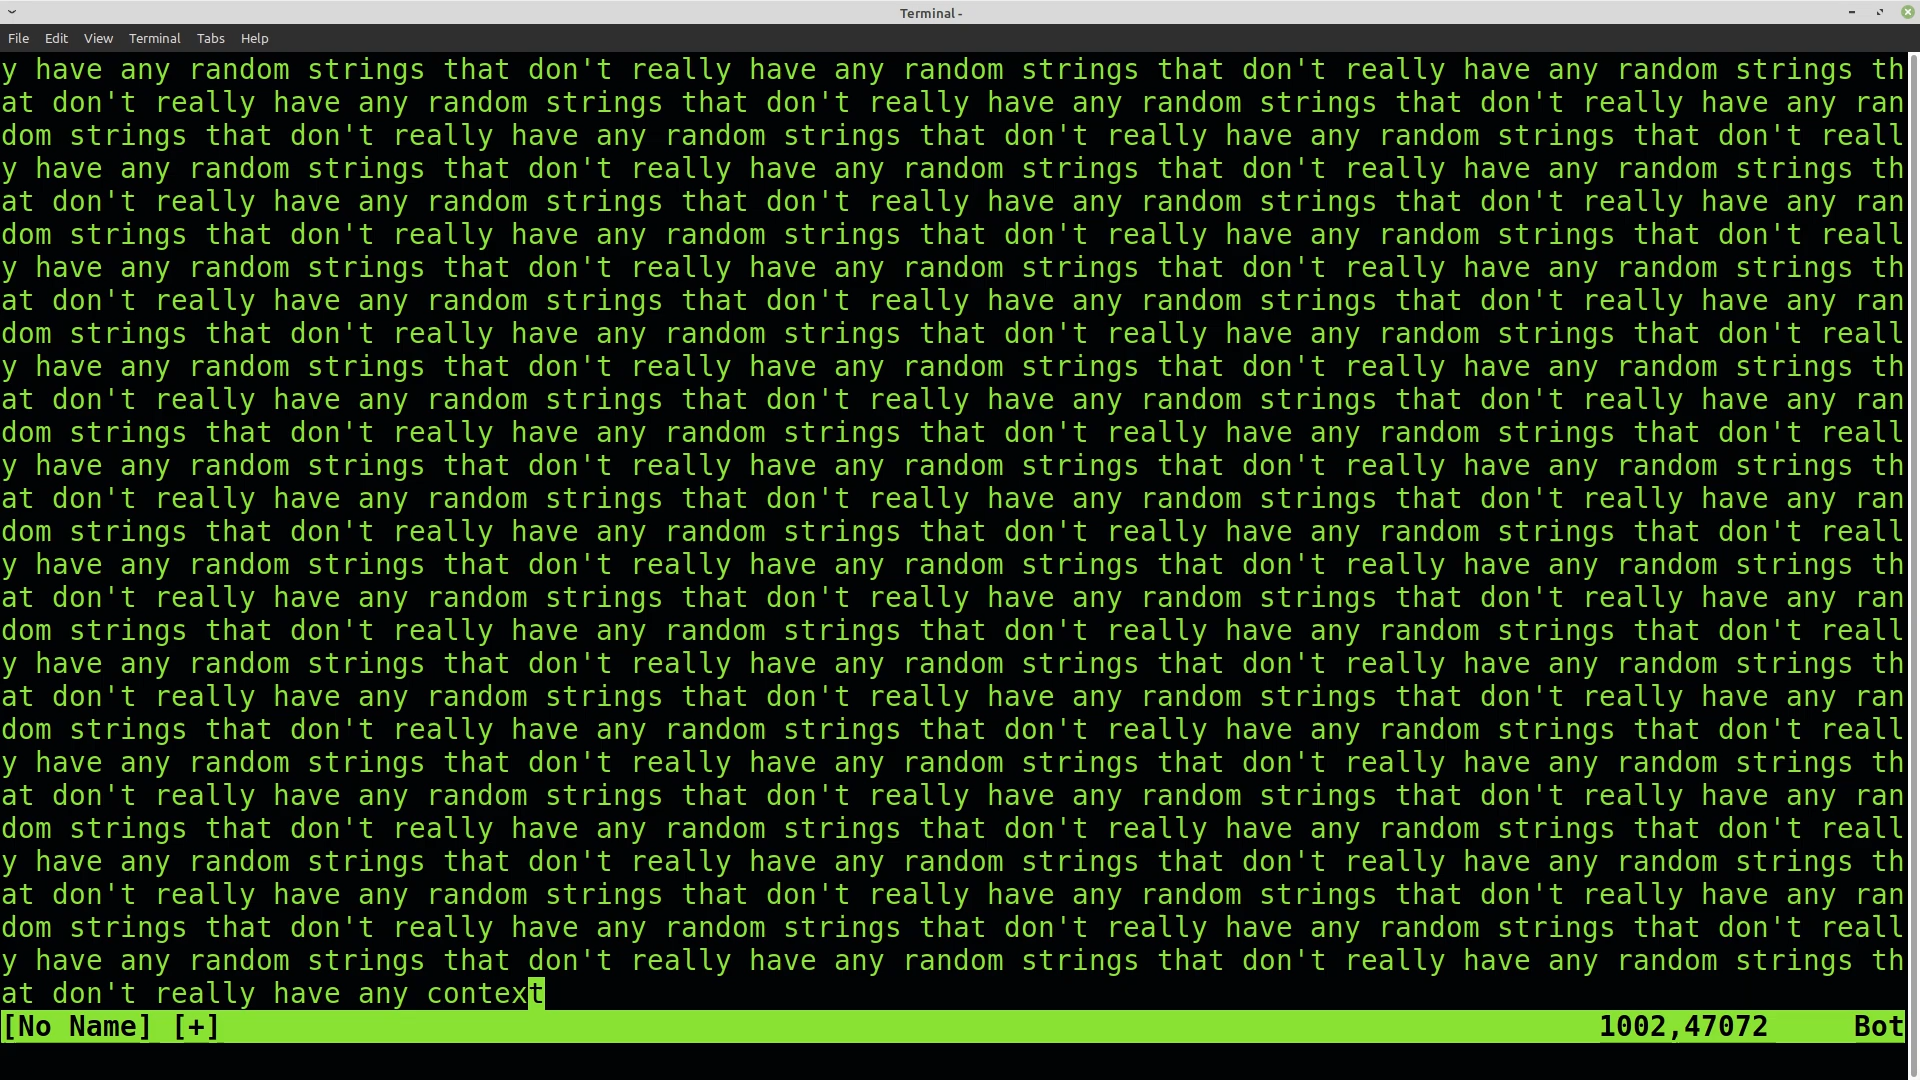 Terminal -
File Edit View Terminal Tabs Help
y have any random strings that don't really have any random strings that don't really have any random strings th
at don't really have any random strings that don't really have any random strings that don't really have any ran
dom strings that don't really have any random strings that don't really have any random strings that don't reall
y have any random strings that don't really have any random strings that don't really have any random strings th
at don't really have any random strings that don't really have any random strings that don't really have any ran
dom strings that don't really have any random strings that don't really have any random strings that don't reall
y have any random strings that don't really have any random strings that don't really have any random strings th
at don't really have any random strings that don't really have any random strings that don't really have any ran
dom strings that don't really have any random strings that don't really have any random strings that don't reall
y have any random strings that don't really have any random strings that don't really have any random strings th
at don't really have any random strings that don't really have any random strings that don't really have any ran
dom strings that don't really have any random strings that don't really have any random strings that don't reall
y have any random strings that don't really have any random strings that don't really have any random strings th
at don't really have any random strings that don't really have any random strings that don't really have any ran
dom strings that don't really have any random strings that don't really have any random strings that don't reall
y have any random strings that don't really have any random strings that don't really have any random strings th
at don't really have any random strings that don't really have any random strings that don't really have any ran
dom strings that don't really have any random strings that don't really have any random strings that don't reall
y have any random strings that don't really have any random strings that don't really have any random strings th
at don't really have any random strings that don't really have any random strings that don't really have any ran
dom strings that don't really have any random strings that don't really have any random strings that don't reall
y have any random strings that don't really have any random strings that don't really have any random strings th
at don't really have any random strings that don't really have any random strings that don't really have any ran
dom strings that don't really have any random strings that don't really have any random strings that don't reall
y have any random strings that don't really have any random strings that don't really have any random strings th
at don't really have any random strings that don't really have any random strings that don't really have any ran
dom strings that don't really have any random strings that don't really have any random strings that don't reall
y have any random strings that don't really have any random strings that don't really have any random strings th
at don't really have any context
[No Name] [+] 1002,47072 Bot